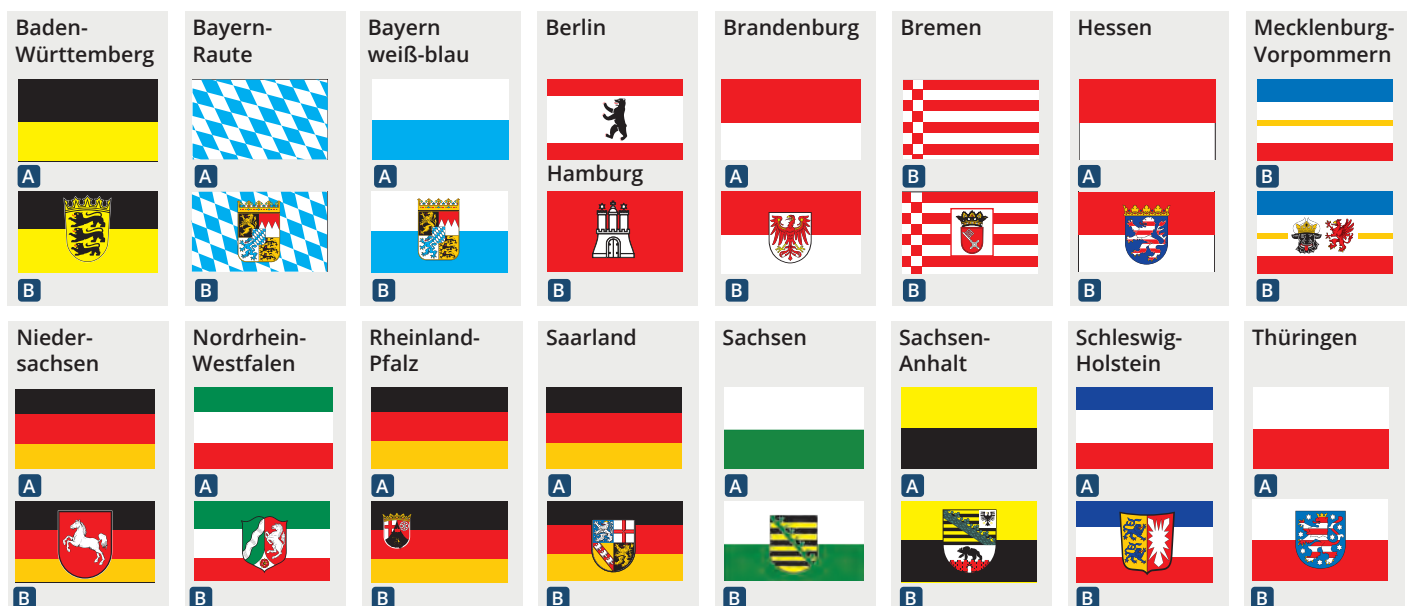 Baden-
Württemberg
A
B
Bayern-
Raute
A
B
Bayern
weiß-blau
A
B
Berlin
Hamburg
B
Brandenburg
A
B
Bremen
B
B
Hessen
A
B
Mecklenburg-
Vorpommern
B
B
Nieder-
sachsen
A
B
Nordrhein-
Westfalen
A
B
Rheinland-
Pfalz
A
B
Saarland
A
B
Sachsen
A
B
Sachsen-
Anhalt
A
B
Schleswig-
Holstein
A
B
Thüringen
A
B